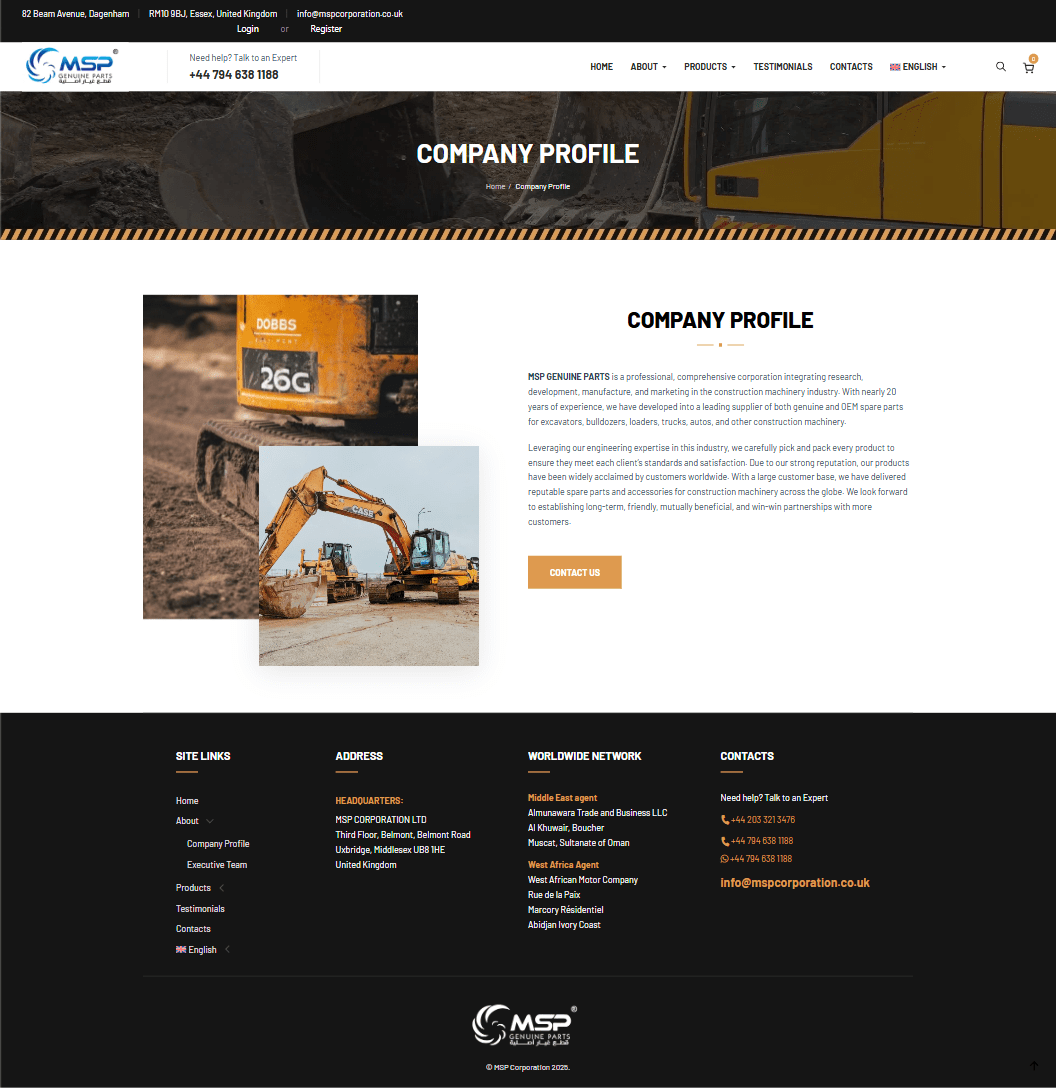 82 Beam Avenue, Dagenham
RM10 9BJ, Essex, United Kingdom
info@mspcorporation.co.uk
Login or Register
MSP®
GENUINE PARTS
قطع غيار أصلية
Need help? Talk to an Expert
+44 794 638 1188
HOME
ABOUT
PRODUCTS
TESTIMONIALS
CONTACTS
ENGLISH
0
COMPANY PROFILE
Home / Company Profile
DOBBS
26G
CASE
COMPANY PROFILE
MSP GENUINE PARTS is a professional, comprehensive corporation integrating research,
development, manufacture, and marketing in the construction machinery industry. With nearly 20
years of experience, we have developed into a leading supplier of both genuine and OEM spare parts
for excavators, bulldozers, loaders, trucks, autos, and other construction machinery.
Leveraging our engineering expertise in this industry, we carefully pick and pack every product to
ensure they meet each client's standards and satisfaction. Due to our strong reputation, our products
have been widely acclaimed by customers worldwide. With a large customer base, we have delivered
reputable spare parts and accessories for construction machinery across the globe. We look forward
to establishing long-term, friendly, mutually beneficial, and win-win partnerships with more
customers.
CONTACT US
SITE LINKS
Home
About
Company Profile
Executive Team
Products
Testimonials
Contacts
English
ADDRESS
HEADQUARTERS:
MSP CORPORATION LTD
Third Floor, Belmont, Belmont Road
Uxbridge, Middlesex UB8 1HE
United Kingdom
WORLDWIDE NETWORK
Middle East agent
Almunawara Trade and Business LLC
Al Khuwair, Boucher
Muscat, Sultanate of Oman
West Africa Agent
West African Motor Company
Rue de la Paix
Marcory Résidentiel
Abidjan Ivory Coast
CONTACTS
Need help? Talk to an Expert
+44 203 321 3476
+44 794 638 1188
+44 794 638 1188
info@mspcorporation.co.uk
MSP®
GENUINE PARTS
قطع غيار أصلية
© MSP Corporation 2025.